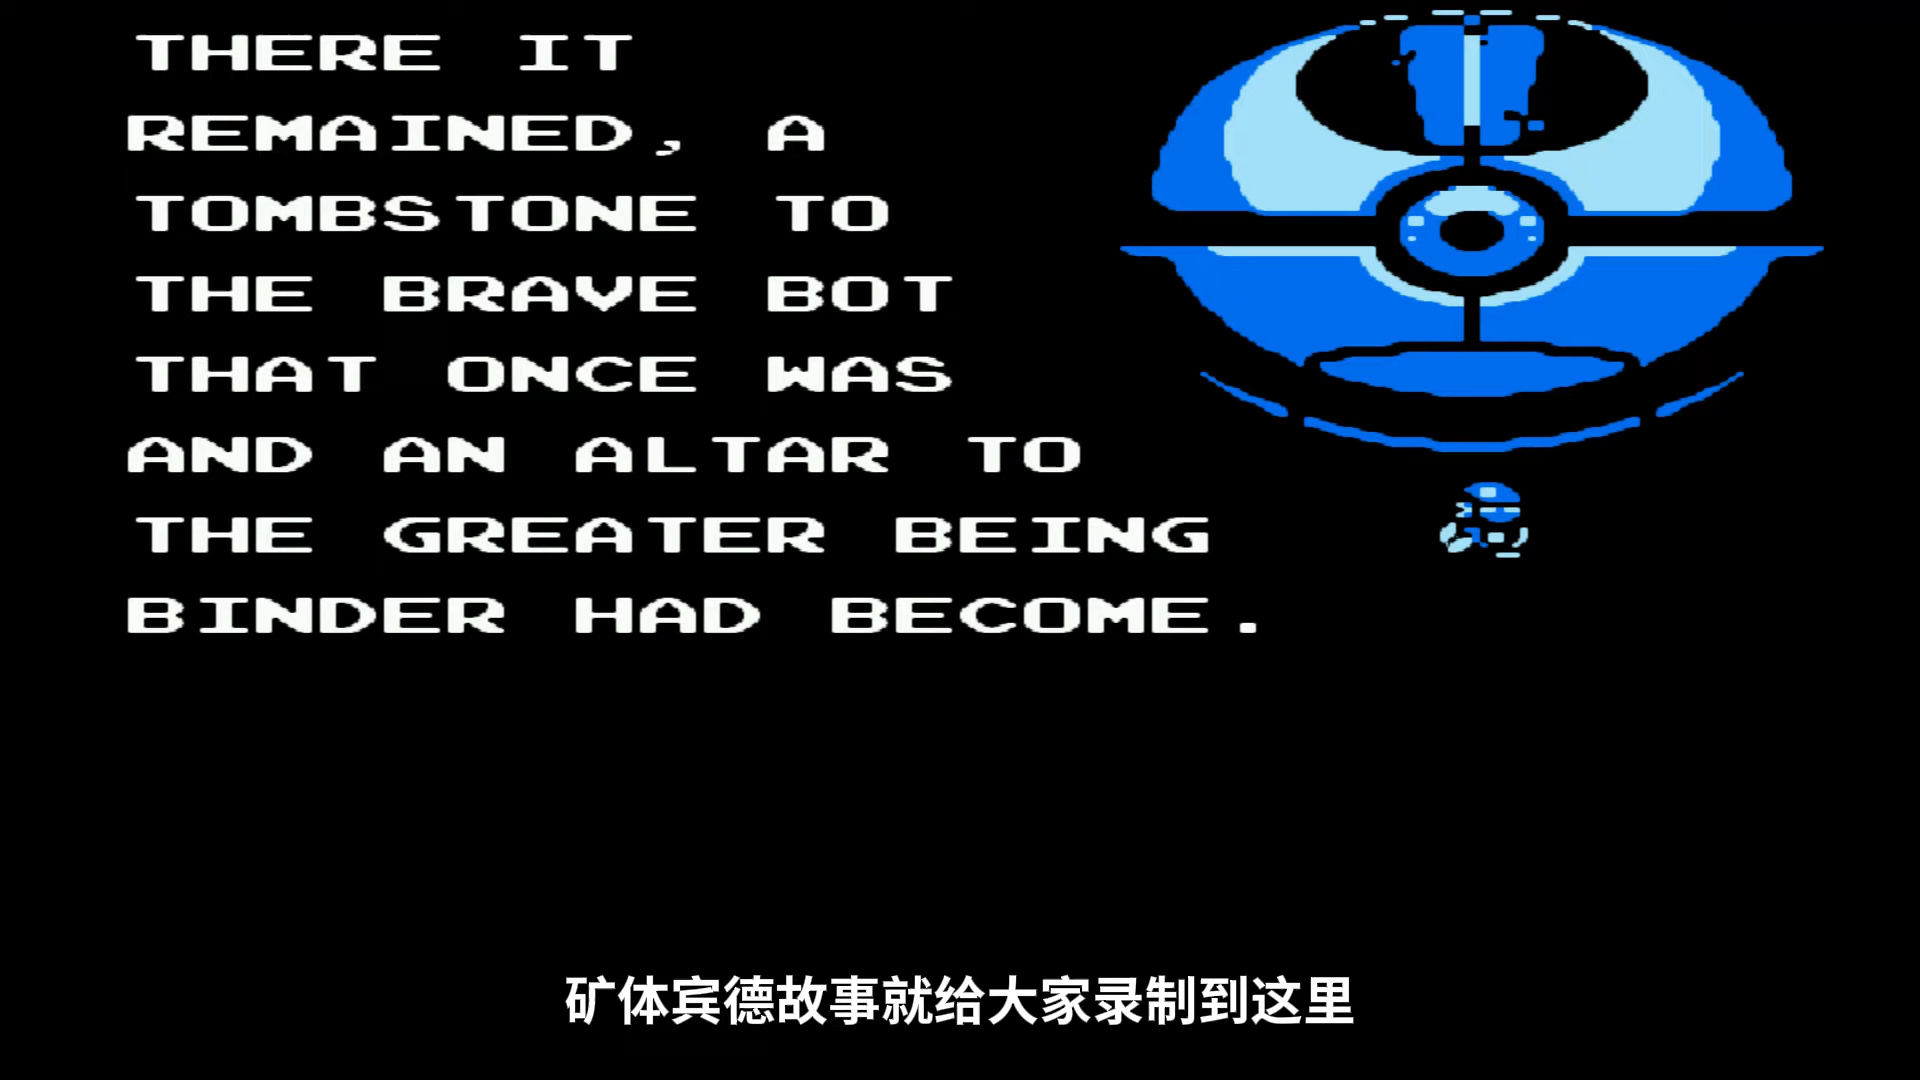 THERE IT
REMAINED, A
TOMBSTONE TO
THE BRAVE BOT
THAT ONCE WAS
AND AN ALTAR TO
THE GREATER BEING
BINDER HAD BECOME.
矿体宾德故事就给大家录制到这里